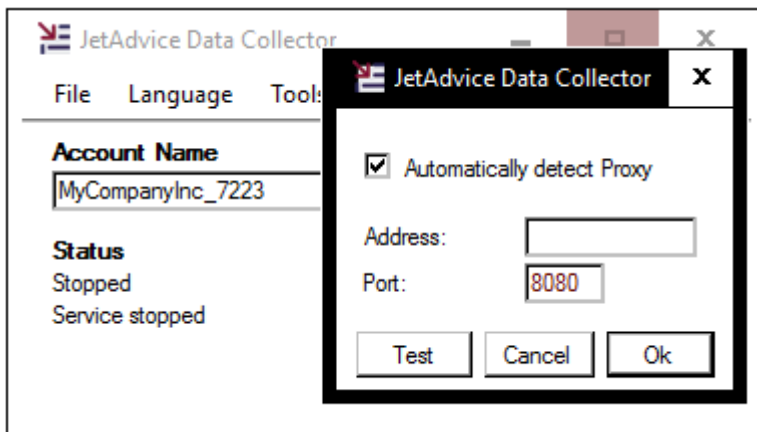 JetAdvice Data Collector
File Language Tools
Account Name
MyCompanyInc_7223
Status
Stopped
Service stopped
JetAdvice Data Collector
Automatically detect Proxy
Address:
Port: 8080
Test Cancel Ok